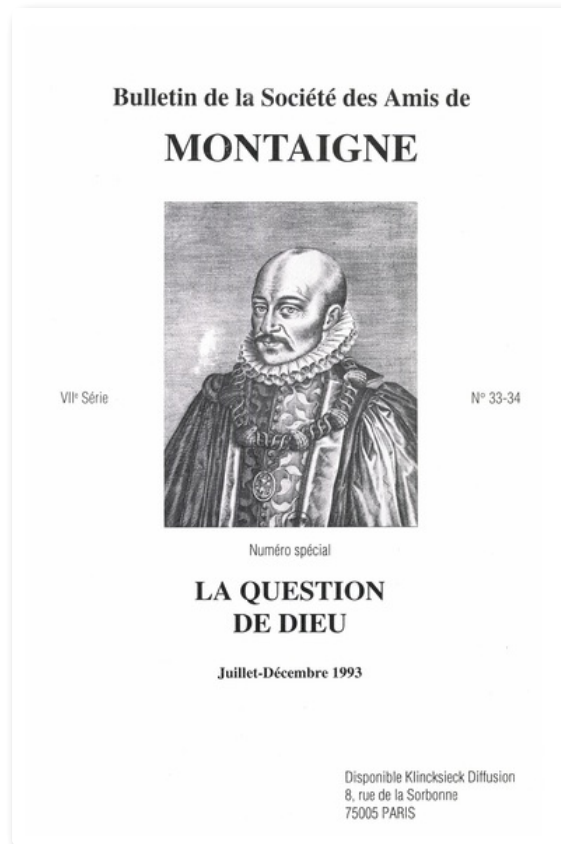 Bulletin de la Société des Amis de
MONTAIGNE
VIIᵉ Série
N° 33-34
Numéro spécial
LA QUESTION
DE DIEU
Juillet-Décembre 1993
Disponible Klincksieck Diffusion
8, rue de la Sorbonne
75005 PARIS